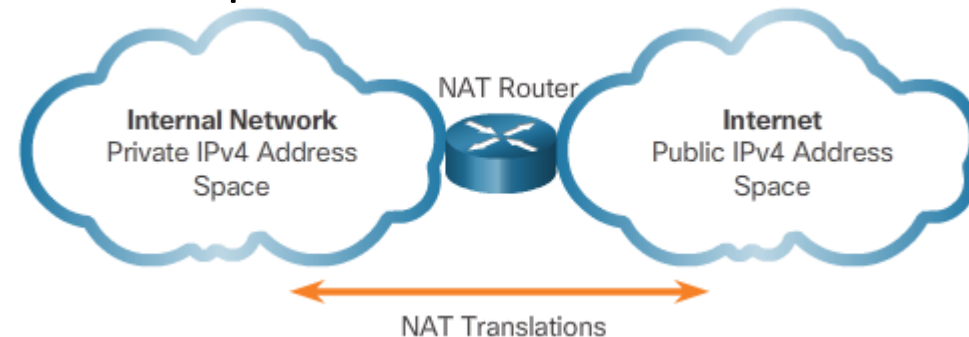 NAT Router
Internal Network
Private IPv4 Address
Space
Internet
Public IPv4 Address
Space
NAT Translations